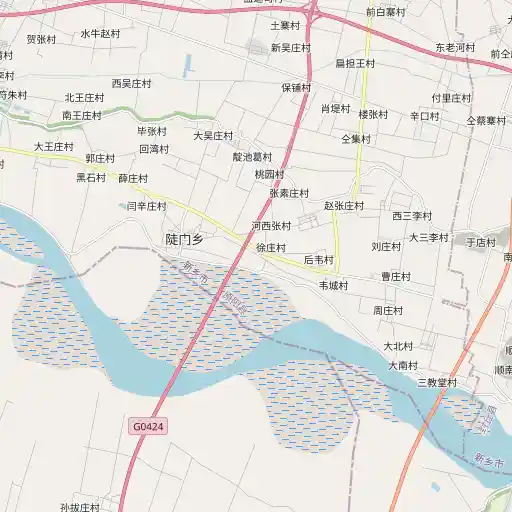 前白寨村
土寨村
水牛赵村
贺张村
新吴庄村
东老河村
扁担王村
西吴庄村
保铺村
符朱村
北王庄村
付里庄村
肖堤村
楼张村
辛口村
南王庄村
仝蔡寨村
毕张村
大吴庄村
仝村
大王庄村
回湾村
郭庄村
靛池葛村
桃园村
黑石村
薛庄村
张素庄村
闫辛庄村
赵张庄村
西三李村
河西张村
大三李村
于店村
陡门乡
徐庄村
刘庄村
后韦村
新乡市
曹庄村
韦城村
周庄村
大北村
大南村
三教堂村
G0424
新乡市
孙拔庄村